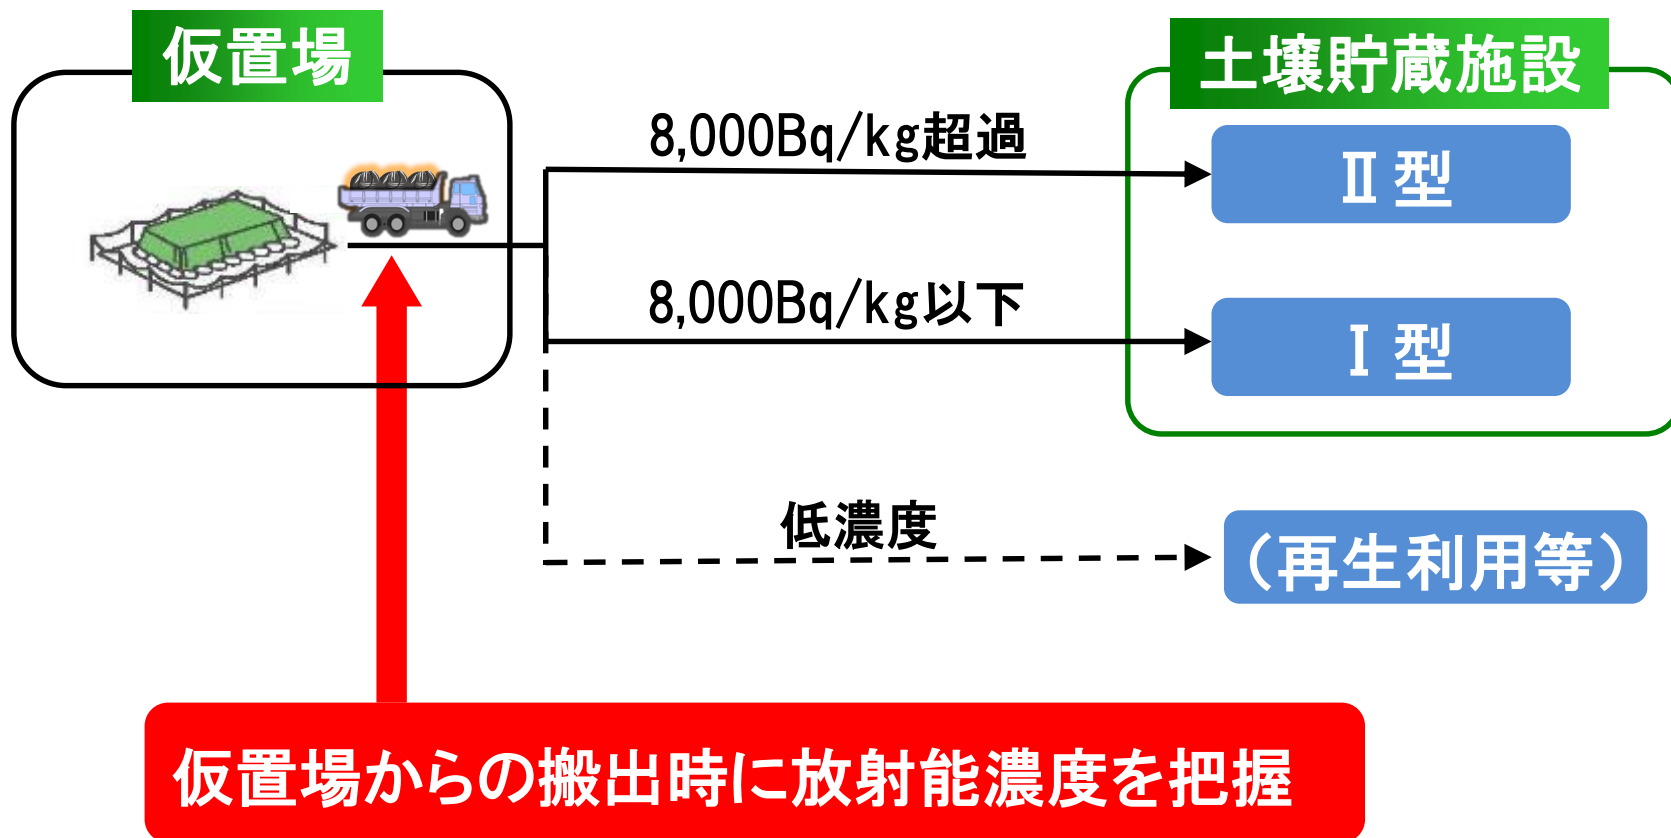 仮置場
土壌貯蔵施設
8,000Bq/kg超過
Ⅱ型
8,000Bq/kg以下
Ⅰ型
低濃度
（再生利用等）
仮置場からの搬出時に放射能濃度を把握